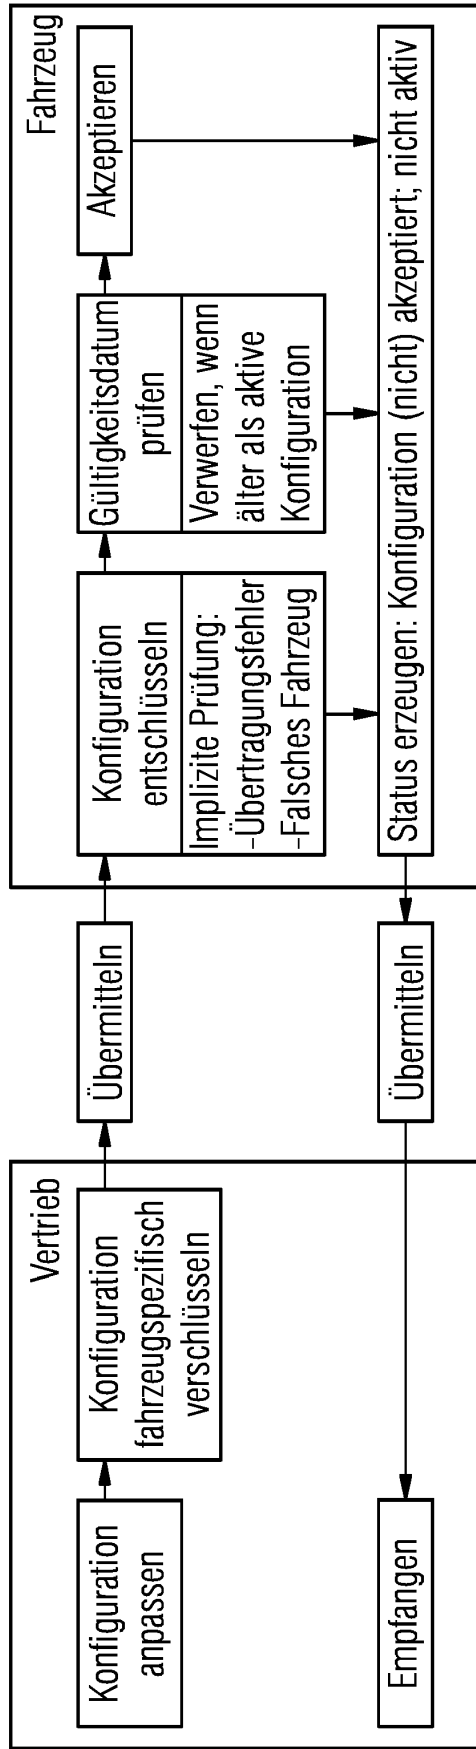 Vertrieb
Konfiguration
anpassen
Konfiguration
fahrzeugspezifisch
verschlüsseln
Übermitteln
Fahrzeug
Konfiguration
entschlüsseln
Implizite Prüfung:
-Übertragungsfehler
-Falsches Fahrzeug
Gültigkeitsdatum
prüfen
Verwerfen, wenn
älter als aktive
Konfiguration
Akzeptieren
Status erzeugen: Konfiguration (nicht) akzeptiert; nicht aktiv
Übermitteln
Empfangen